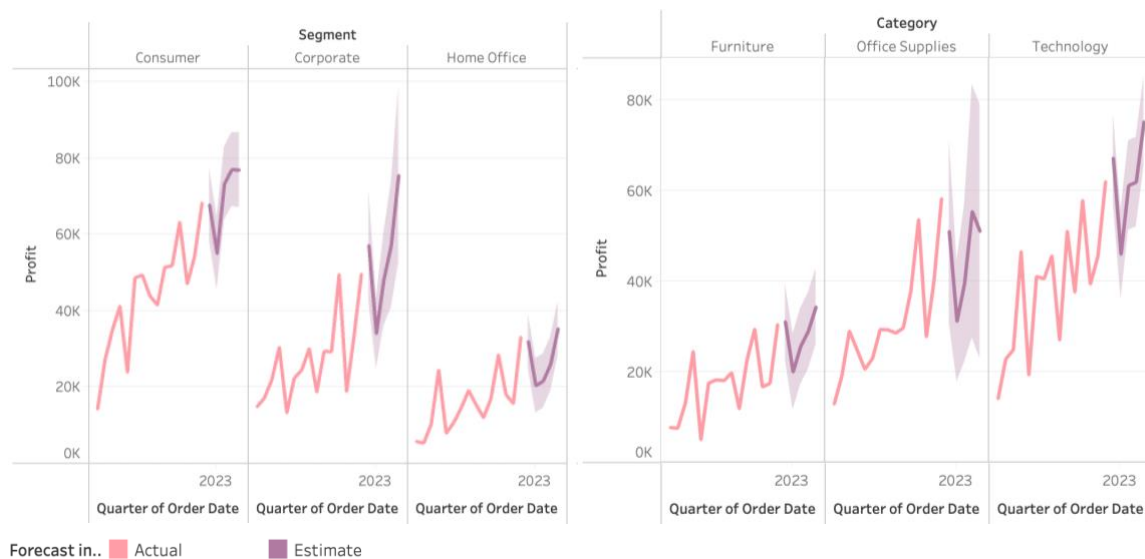 Segment
Consumer
Corporate
Home Office
100K
80K
60K
40K
20K
0K
Profit
2023
2023
2023
Quarter of Order Date
Quarter of Order Date
Quarter of Order Date
Category
Furniture
Office Supplies
Technology
80K
60K
40K
20K
0K
Profit
2023
2023
2023
Quarter of Order Date
Quarter of Order Date
Quarter of Order Date
Forecast in..
Actual
Estimate